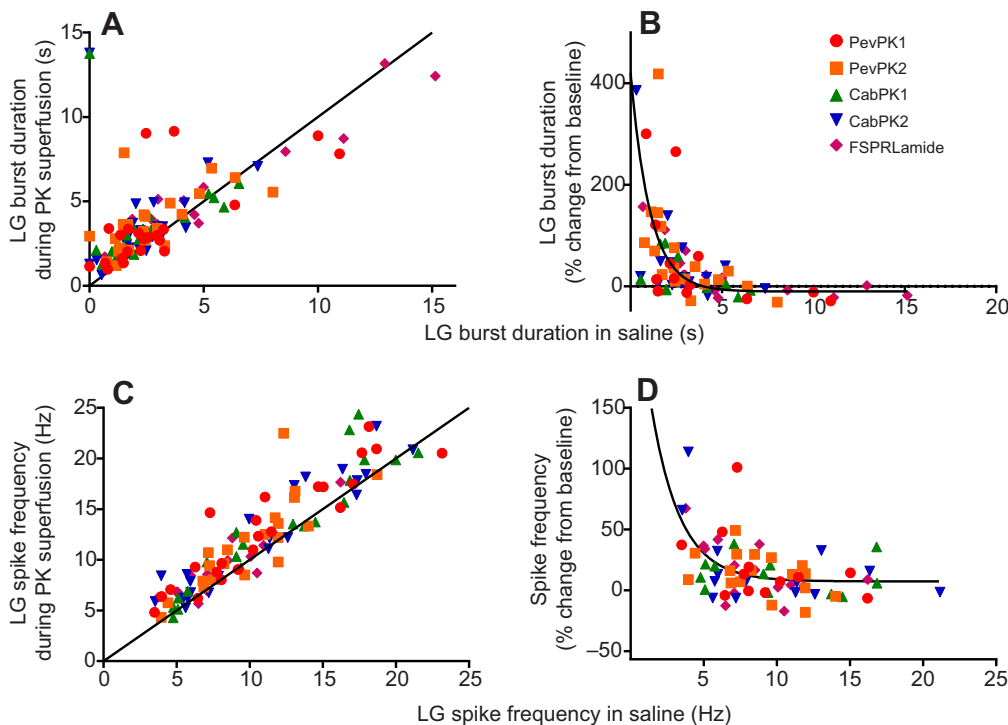 A
B
15
10
5
0
LG burst duration
during PK superfusion (s)
0
5
10
15
400
200
0
LG burst duration
(% change from baseline)
0
5
10
15
20
PevPK1
PevPK2
CabPK1
CabPK2
FSPRLamide
LG burst duration in saline (s)
C
D
25
20
15
10
5
0
LG spike frequency
during PK superfusion (Hz)
0
5
10
15
20
25
150
100
50
0
–50
Spike frequency
(% change from baseline)
0
5
10
15
20
25
LG spike frequency in saline (Hz)